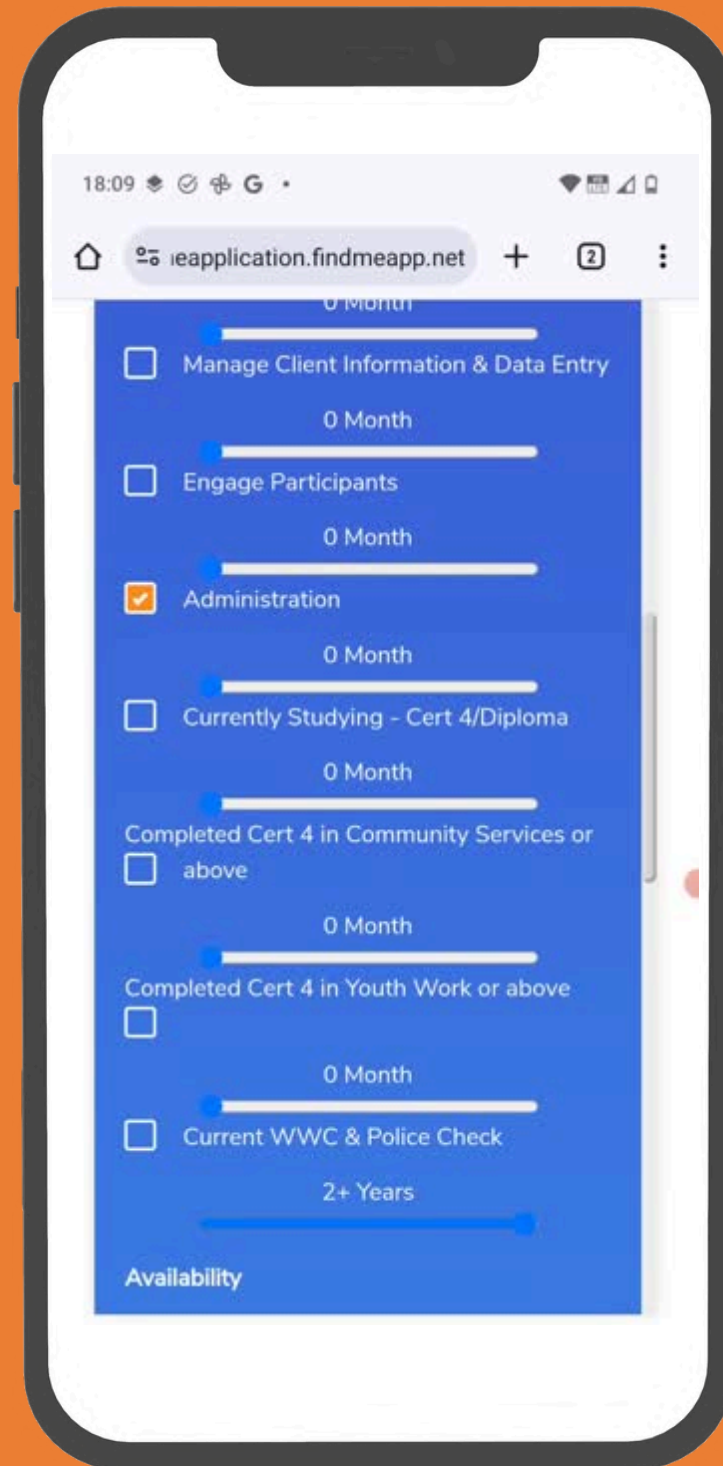 18:09 G
ıeapplication.findmeapp.net 2
0 Month
Manage Client Information & Data Entry
0 Month
Engage Participants
0 Month
Administration
0 Month
Currently Studying - Cert 4/Diploma
0 Month
Completed Cert 4 in Community Services or
above
0 Month
Completed Cert 4 in Youth Work or above
0 Month
Current WWC & Police Check
2+ Years
Availability